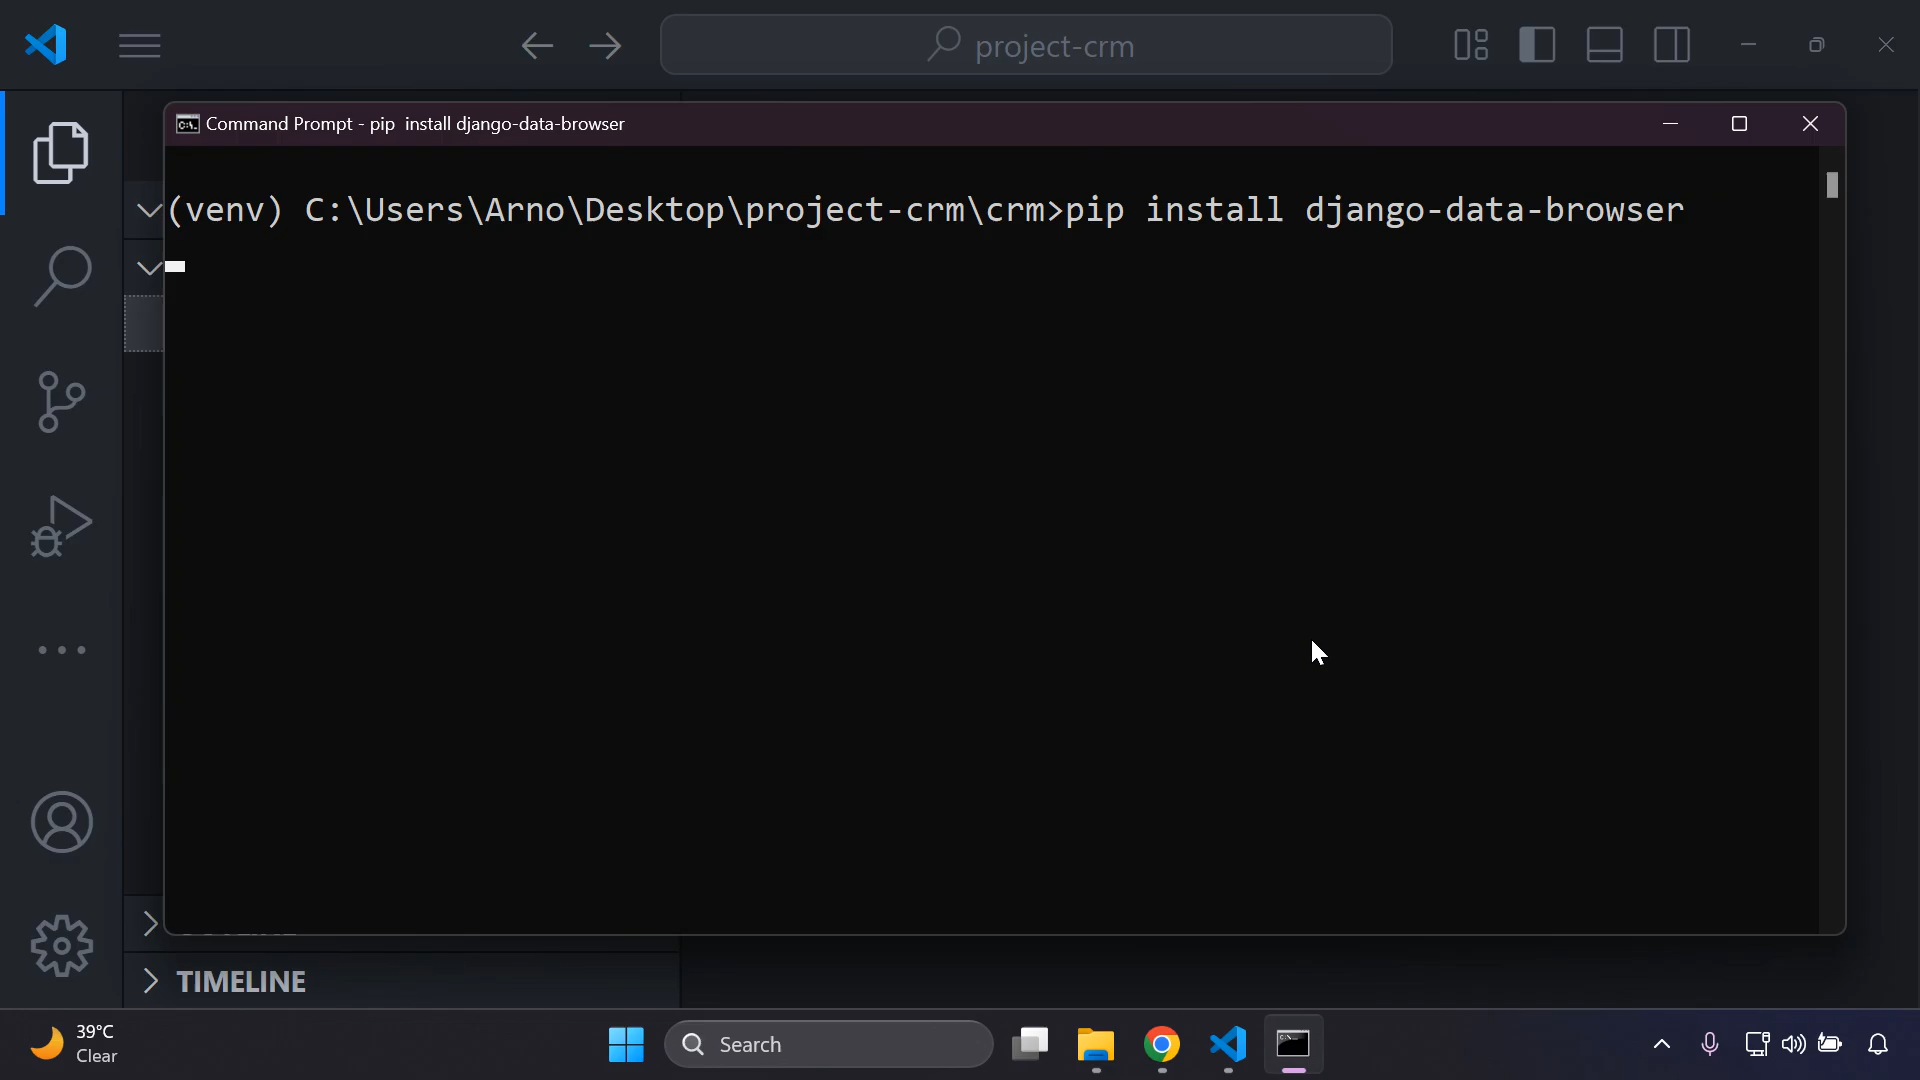 project-crm
Command Prompt - pip  install django-data-browser
(venv) C:\Users\Arno\Desktop\project-crm\crm>pip install django-data-browser
TIMELINE
39°C
Clear
Search